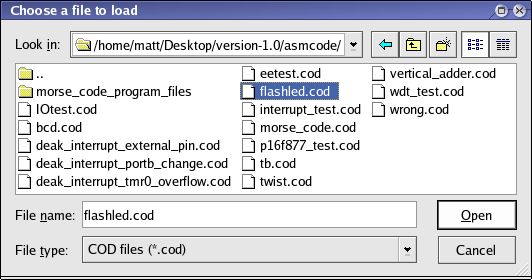 Choose a file to load
Look in: /home/matt/Desktop/version-1.0/asmcode/
..
morse_code_program_files
IOtest.cod
bcd.cod
deak_interrupt_external_pin.cod
deak_interrupt_portb_change.cod
deak_interrupt_tmr0_overflow.cod
eetest.cod
flashled.cod
interrupt_test.cod
morse_code.cod
p16f877_test.cod
tb.cod
twist.cod
vertical_adder.cod
wdt_test.cod
wrong.cod
File name: flashled.cod Open
File type: COD files (*.cod) Cancel